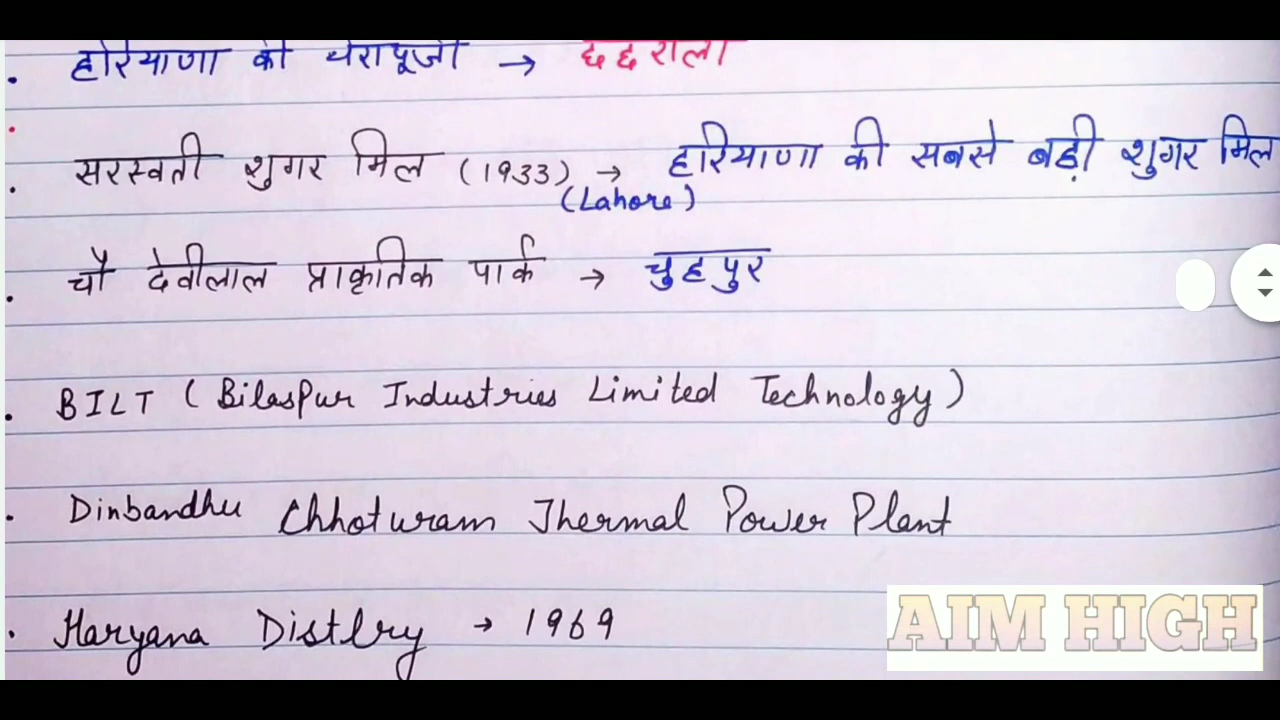 हरियाणा का चेरापूंजी → छछरौली
सरस्वती शुगर मिल (1933) → हरियाणा की सबसे बड़ी शुगर मिल
(Lahore)
चौ देवीलाल प्राकृतिक पार्क → चुहडपुर
BILT (Bilaspur Industries Limited Technology)
Dinbandhu Chhoturam Thermal Power Plant
Haryana Distlry → 1969
AIM HIGH